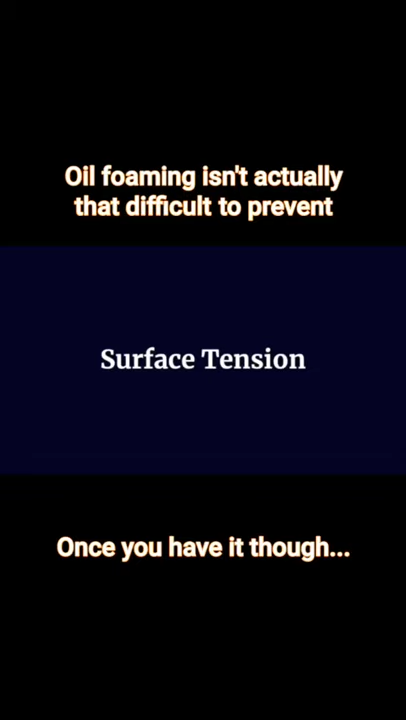 Oil foaming isn't actually
that difficult to prevent
Surface Tension
Once you have it though...